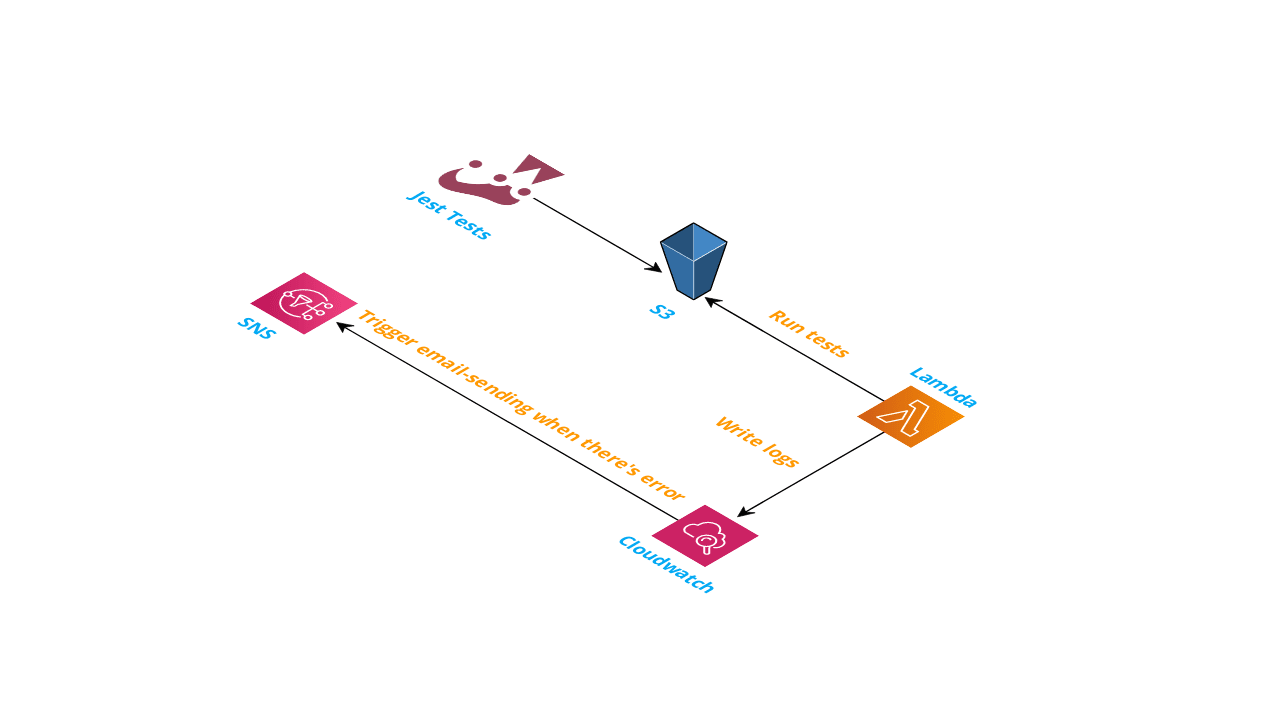 Jest Tests
S3
SNS
Trigger email-sending when there's error
Run tests
Lambda
Write logs
Cloudwatch